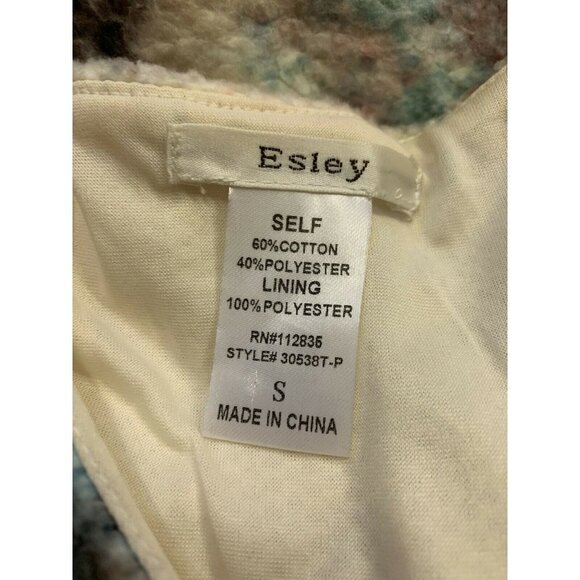 Esley
SELF
60%COTTON
40%POLYESTER
LINING
100%POLYESTER
RN#112835
STYLE# 30538T-P
S
MADE IN CHINA